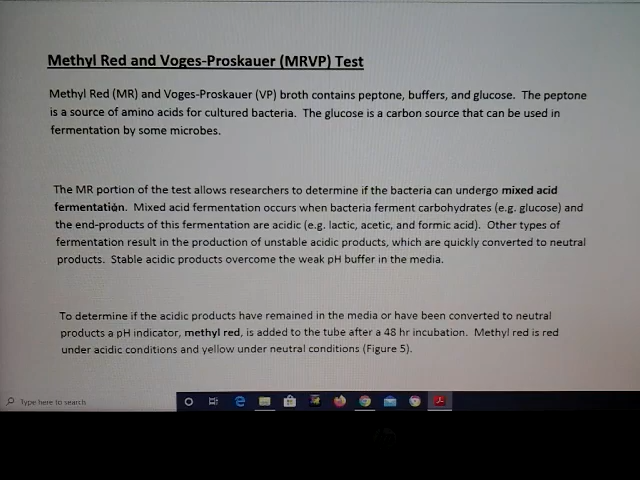 Methyl Red and Voges-Proskauer (MRVP) Test
Methyl Red (MR) and Voges-Proskauer (VP) broth contains peptone, buffers, and glucose. The peptone
is a source of amino acids for cultured bacteria. The glucose is a carbon source that can be used in
fermentation by some microbes.
The MR portion of the test allows researchers to determine if the bacteria can undergo mixed acid
fermentation. Mixed acid fermentation occurs when bacteria ferment carbohydrates (e.g. glucose) and
the end-products of this fermentation are acidic (e.g. lactic, acetic, and formic acid). Other types of
fermentation result in the production of unstable acidic products, which are quickly converted to neutral
products. Stable acidic products overcome the weak pH buffer in the media.
To determine if the acidic products have remained in the media or have been converted to neutral
products a pH indicator, methyl red, is added to the tube after a 48 hr incubation. Methyl red is red
under acidic conditions and yellow under neutral conditions (Figure 5).
Type here to search